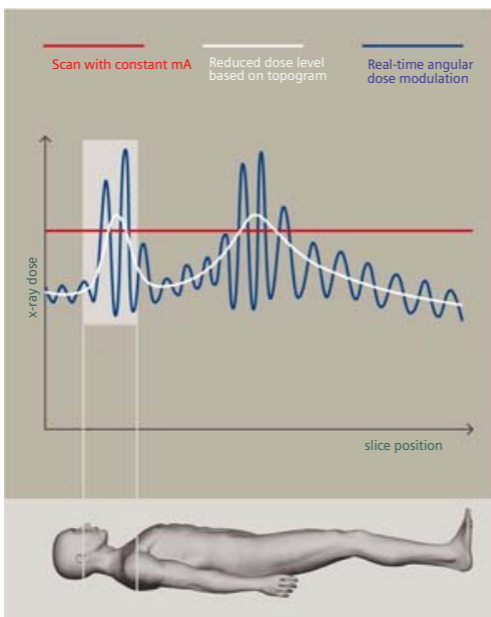 Scan with constant mA
Reduced dose level
based on topogram
Real-time angular
dose modulation
x-ray dose
slice position